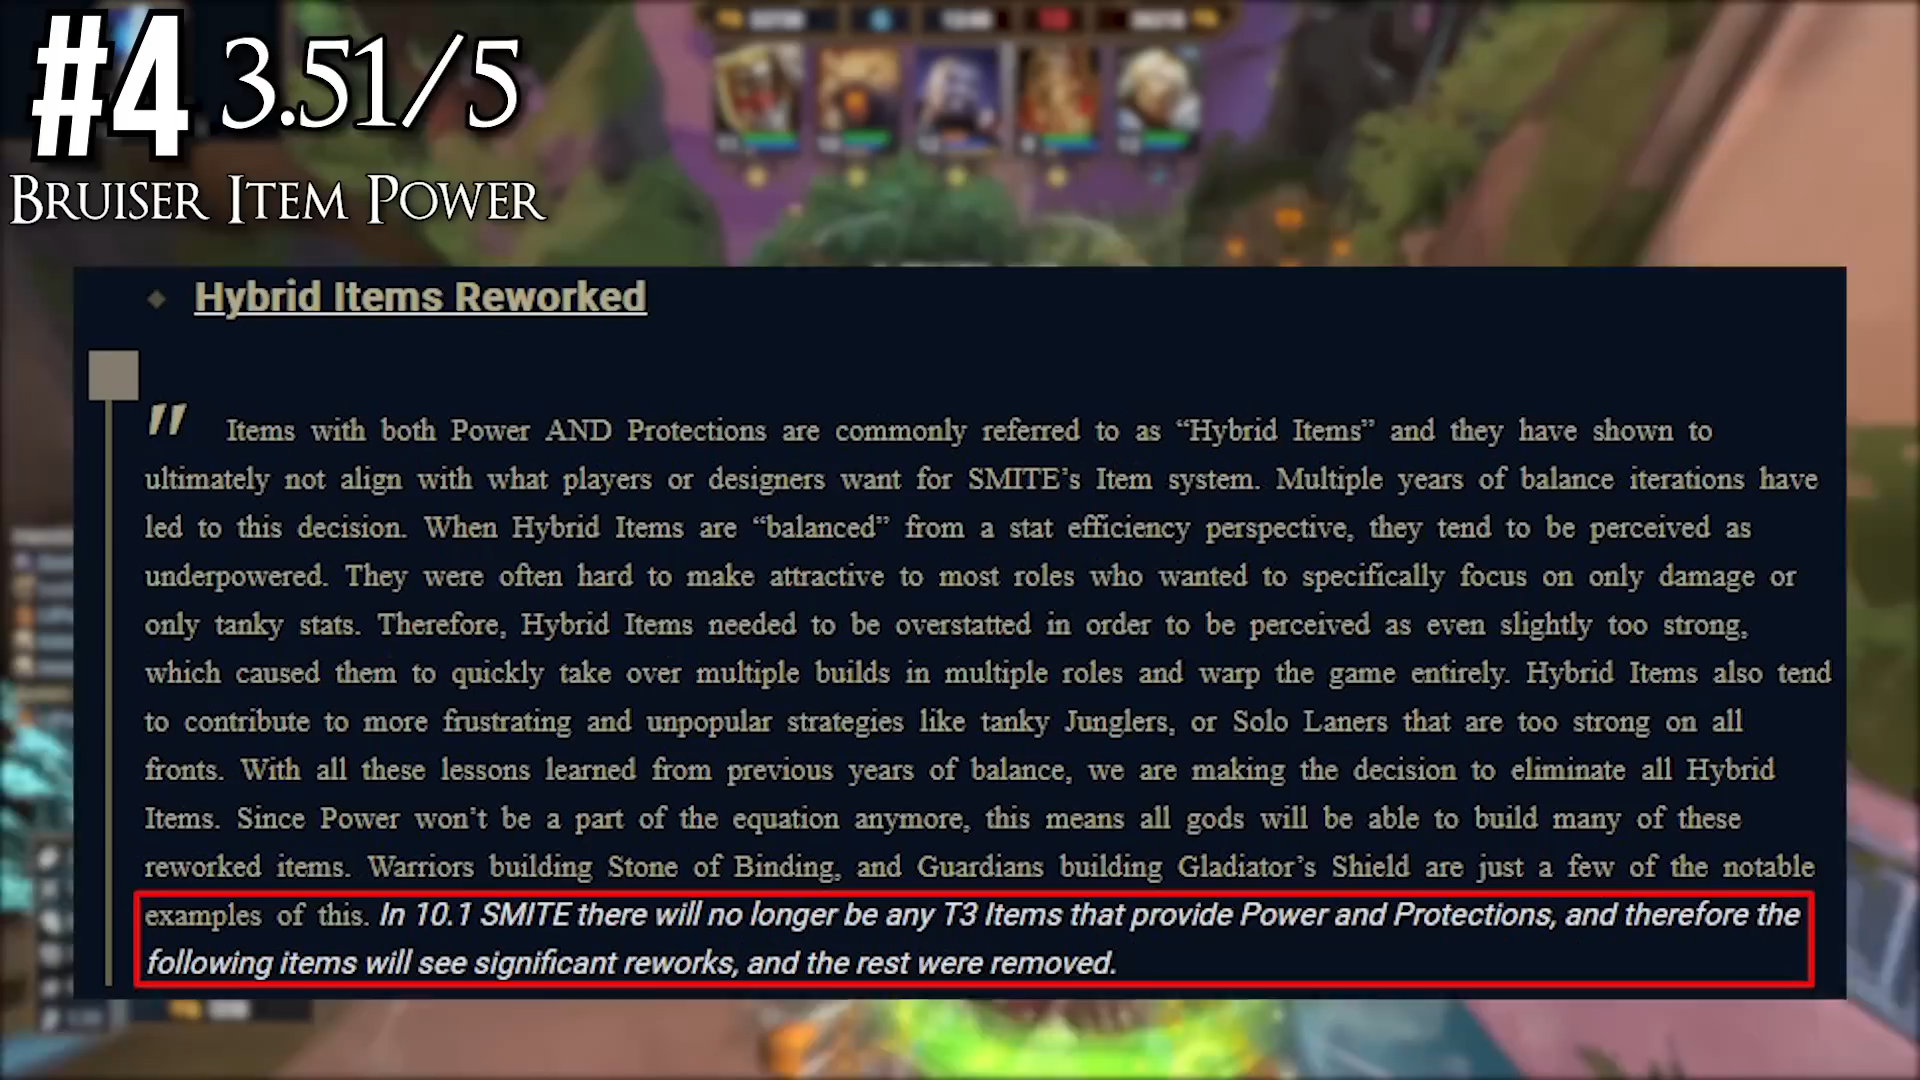 #4 3.51/5
Bruiser Item Power
Hybrid Items Reworked
" Items with both Power AND Protections are commonly referred to as “Hybrid Items” and they have shown to
ultimately not align with what players or designers want for SMITE’s Item system. Multiple years of balance iterations have
led to this decision. When Hybrid Items are “balanced” from a stat efficiency perspective, they tend to be perceived as
underpowered. They were often hard to make attractive to most roles who wanted to specifically focus on only damage or
only tanky stats. Therefore, Hybrid Items needed to be overstatted in order to be perceived as even slightly too strong,
which caused them to quickly take over multiple builds in multiple roles and warp the game entirely. Hybrid Items also tend
to contribute to more frustrating and unpopular strategies like tanky Junglers, or Solo Laners that are too strong on all
fronts. With all these lessons learned from previous years of balance, we are making the decision to eliminate all Hybrid
Items. Since Power won’t be a part of the equation anymore, this means all gods will be able to build many of these
reworked items. Warriors building Stone of Binding, and Guardians building Gladiator’s Shield are just a few of the notable
examples of this. In 10.1 SMITE there will no longer be any T3 Items that provide Power and Protections, and therefore the
following items will see significant reworks, and the rest were removed.